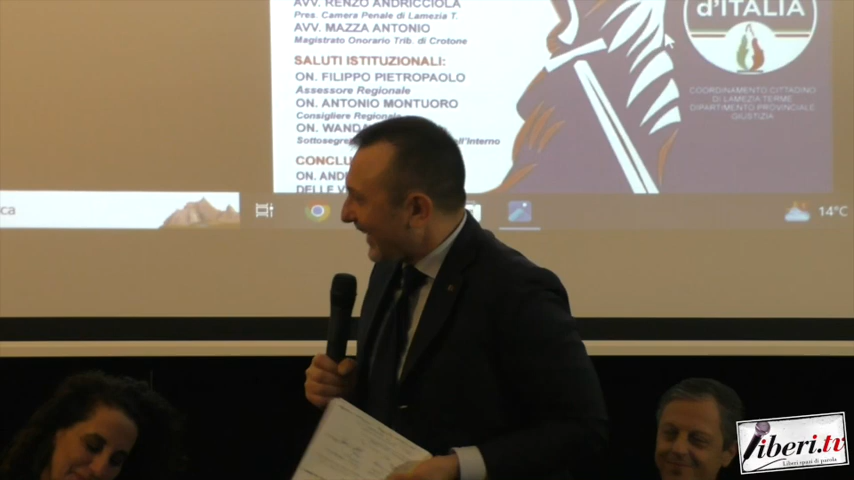 AVV. RENZO ANDRICCIOLA
Pres. Camera Penale di Lamezia T.
AVV. MAZZA ANTONIO
Magistrato Onorario Trib. di Crotone
SALUTI ISTITUZIONALI:
ON. FILIPPO PIETROPAOLO
Assessore Regionale
ON. ANTONIO MONTUORO
Consigliere Regionale
ON. WANDA
Sottosegre ell'Interno
CONCLU
ON. AND
DELLE V
d'ITALIA
COORDINAMENTO CITTADINO
DI LAMEZIA TERME
DIPARTIMENTO PROVINCIALE
GIUSTIZIA
ca
14°C
liberi.tv
Liberi spazi di parola